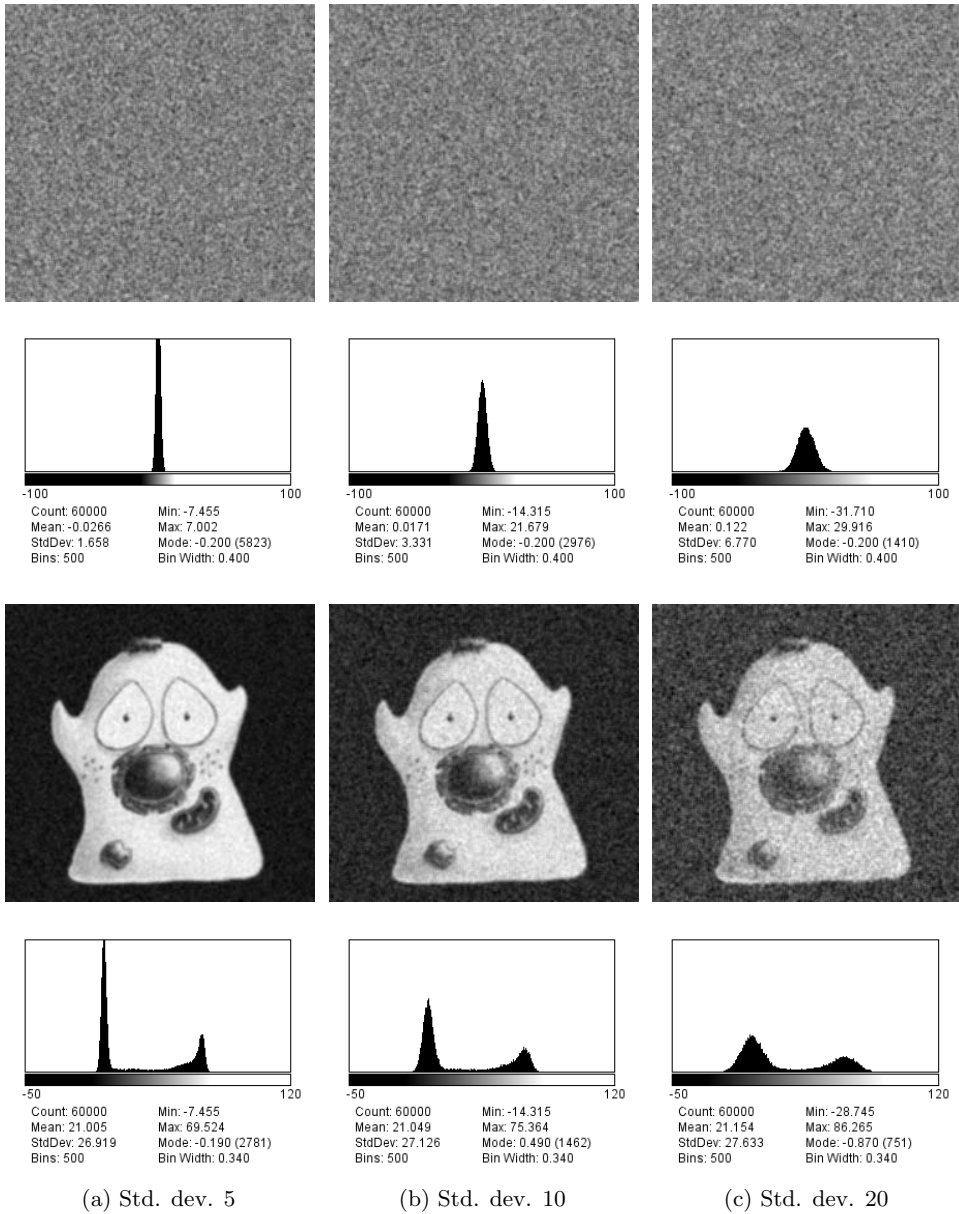 -100 100
Count: 60000 Min: -7.455
Mean: -0.0266 Max: 7.002
StdDev: 1.658 Mode: -0.200 (5823)
Bins: 500 Bin Width: 0.400
-100 100
Count: 60000 Min: -14.315
Mean: 0.0171 Max: 21.679
StdDev: 3.331 Mode: -0.200 (2976)
Bins: 500 Bin Width: 0.400
-100 100
Count: 60000 Min: -31.710
Mean: 0.122 Max: 29.916
StdDev: 6.770 Mode: -0.200 (1410)
Bins: 500 Bin Width: 0.400
-50 120
Count: 60000 Min: -7.455
Mean: 21.005 Max: 69.524
StdDev: 26.919 Mode: -0.190 (2781)
Bins: 500 Bin Width: 0.340
-50 120
Count: 60000 Min: -14.315
Mean: 21.049 Max: 75.364
StdDev: 27.126 Mode: 0.490 (1462)
Bins: 500 Bin Width: 0.340
-50 120
Count: 60000 Min: -28.745
Mean: 21.154 Max: 86.265
StdDev: 27.633 Mode: -0.870 (751)
Bins: 500 Bin Width: 0.340
(a) Std. dev. 5
(b) Std. dev. 10
(c) Std. dev. 20